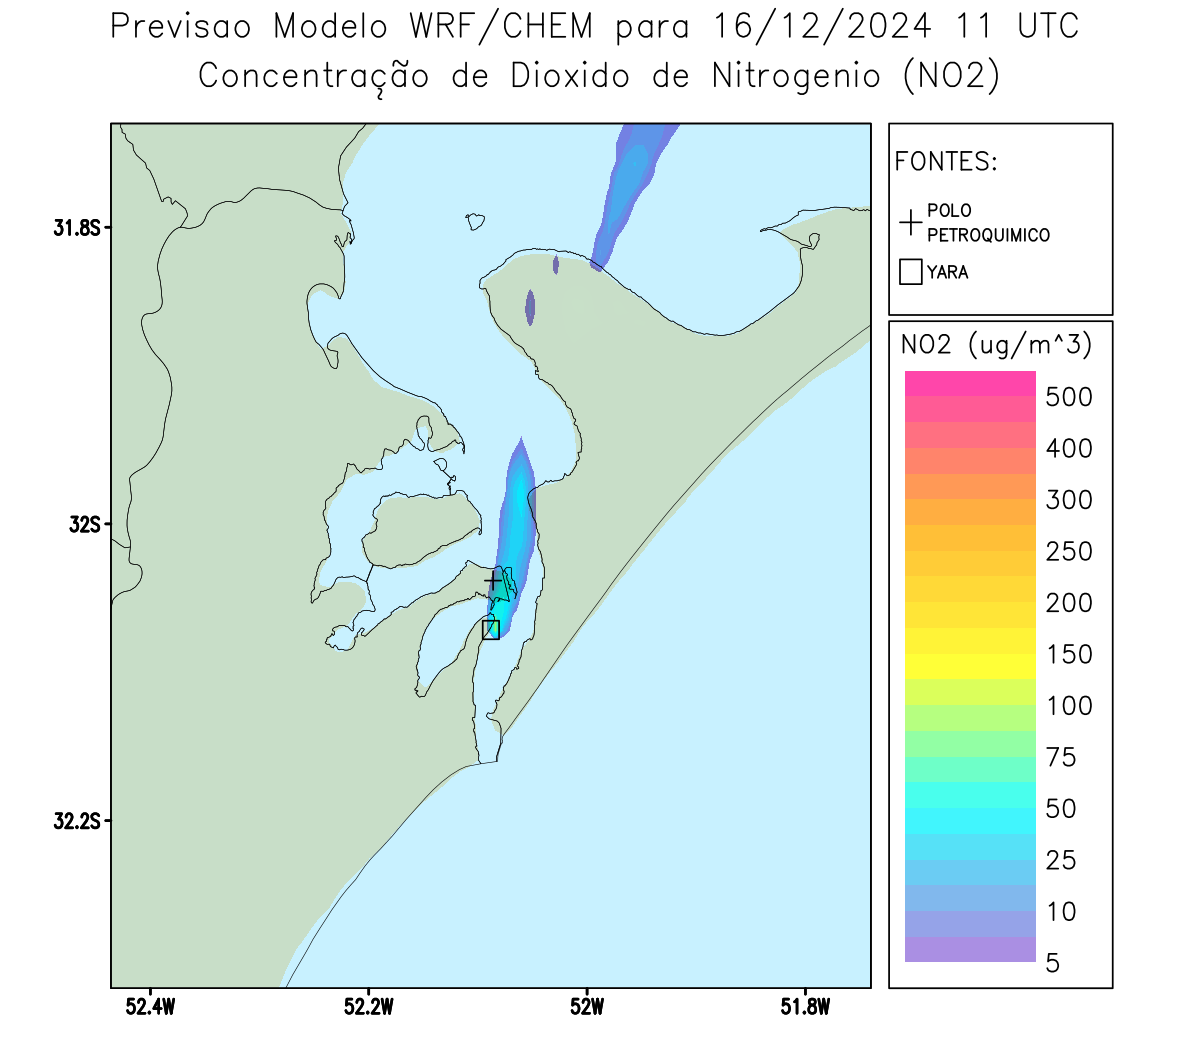 Previsao Modelo WRF/CHEM para 16/12/2024 11 UTC
Concentração de Dioxido de Nitrogenio (NO2)
FONTES:
POLO
PETROQUIMICO
YARA
NO2 (ug/m^3)
500
400
300
250
200
150
100
75
50
25
10
5
31.8S
32S
32.2S
52.4W
52.2W
52W
51.8W